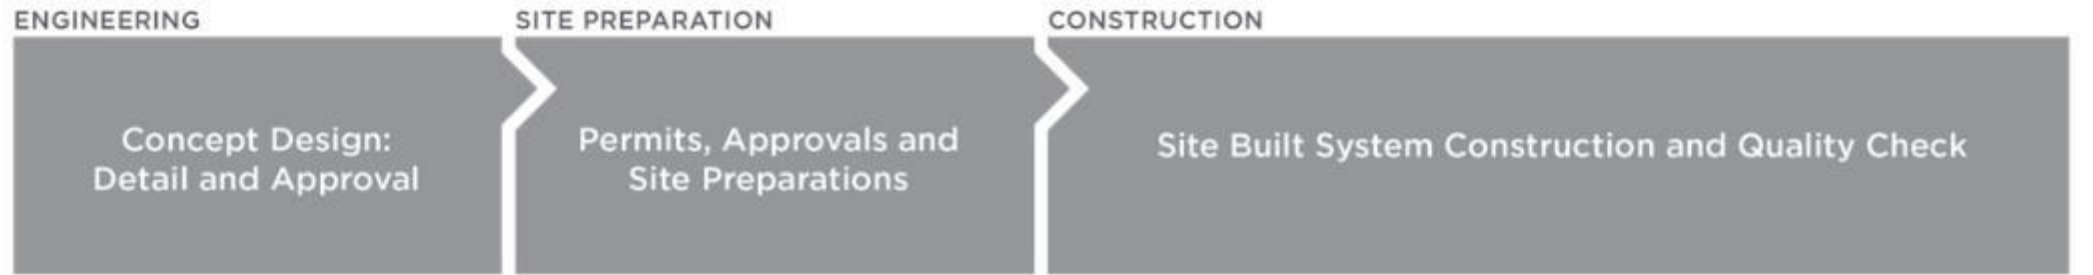 ENGINEERING
SITE PREPARATION
CONSTRUCTION
Concept Design:
Detail and Approval
Permits, Approvals and
Site Preparations
Site Built System Construction and Quality Check